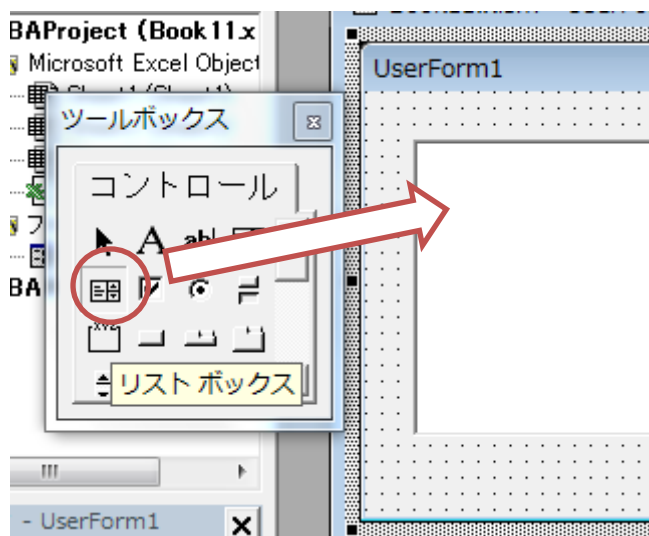 BAProject (Book11.x
Microsoft Excel Object
UserForm1
ツールボックス
コントロール
A ab
BA
XYZ
リスト ボックス
- UserForm1